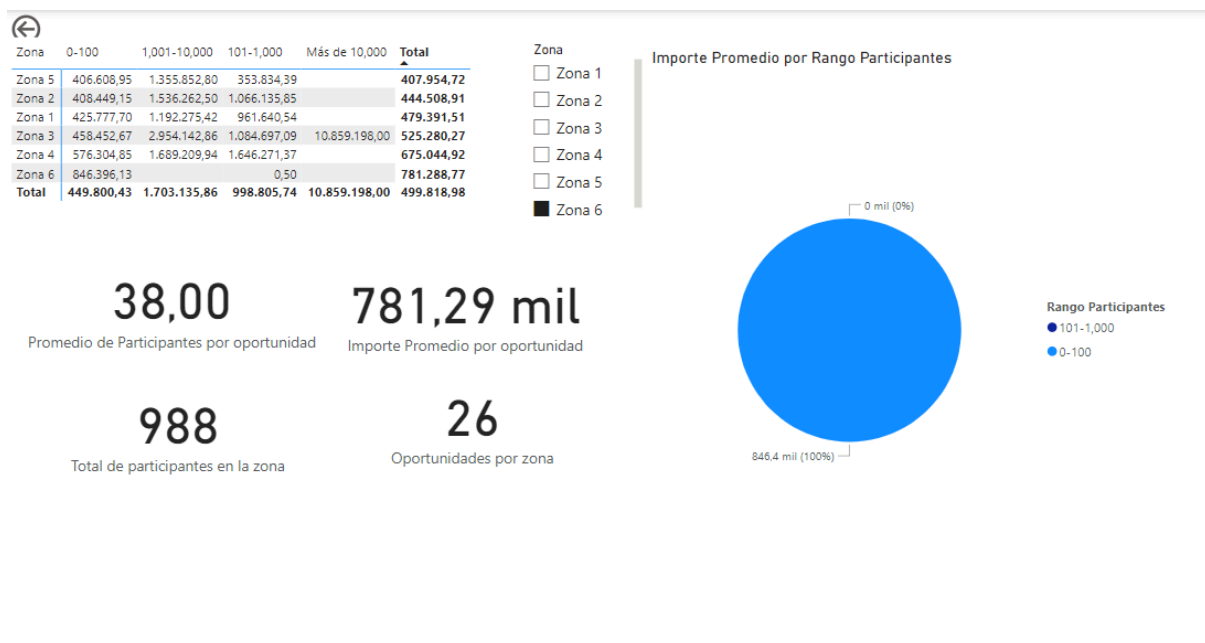 Zona 0-100 1,001-10,000 101-1,000 Más de 10,000 Total
Zona 5 406.608,95 1.355.852,80 353.834,39 407.954,72
Zona 2 408.449,15 1.536.262,50 1.066.135,85 444.508,91
Zona 1 425.777,70 1.192.275,42 961.640,54 479.391,51
Zona 3 458.452,67 2.954.142,86 1.084.697,09 10.859.198,00 525.280,27
Zona 4 576.304,85 1.689.209,94 1.646.271,37 675.044,92
Zona 6 846.396,13 0,50 781.288,77
Total 449.800,43 1.703.135,86 998.805,74 10.859.198,00 499.818,98
Zona
Zona 1
Zona 2
Zona 3
Zona 4
Zona 5
Zona 6
Importe Promedio por Rango Participantes
0 mil (0%)
846,4 mil (100%)
Rango Participantes
101-1,000
0-100
38,00
Promedio de Participantes por oportunidad
781,29 mil
Importe Promedio por oportunidad
988
Total de participantes en la zona
26
Oportunidades por zona